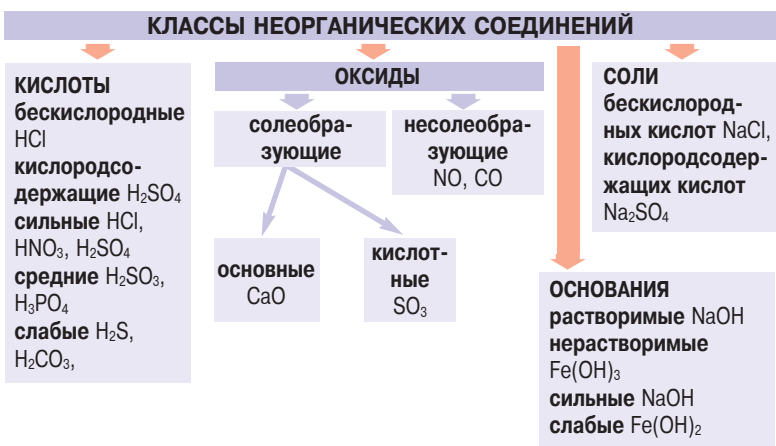 КЛАССЫ НЕОРГАНИЧЕСКИХ СОЕДИНЕНИЙ
КИСЛОТЫ
бескислородные
HCl
кислородсо-
держащие H₂SO₄
сильные HCl,
HNO₃, H₂SO₄
средние H₂SO₃,
H₃PO₄
слабые H₂S,
H₂CO₃,
ОКСИДЫ
солеобра-
зующие
несолеобра-
зующие
NO, CO
основные
CaO
кислот-
ные
SO₃
СОЛИ
бескислород-
ных кислот NaCl,
кислородсодер-
жащих кислот
Na₂SO₄
ОСНОВАНИЯ
растворимые NaOH
нерастворимые
Fe(OH)₃
сильные NaOH
слабые Fe(OH)₂